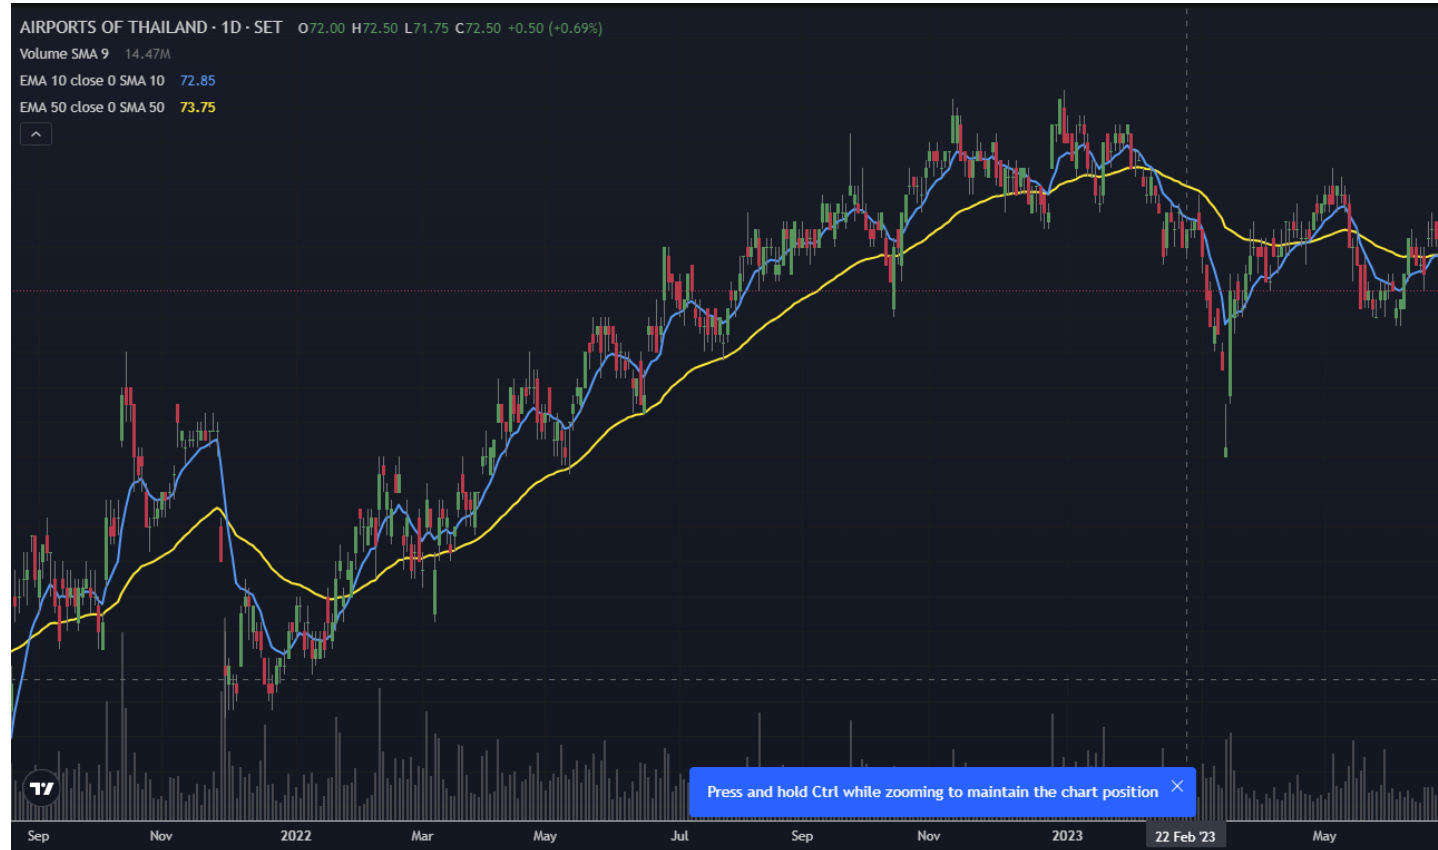 AIRPORTS OF THAILAND · 1D · SET O72.00 H72.50 L71.75 C72.50 +0.50 (+0.69%)
Volume SMA 9 14.47M
EMA 10 close 0 SMA 10 72.85
EMA 50 close 0 SMA 50 73.75
Press and hold Ctrl while zooming to maintain the chart position
Sep Nov 2022 Mar May Jul Sep Nov 2023 22 Feb '23 May